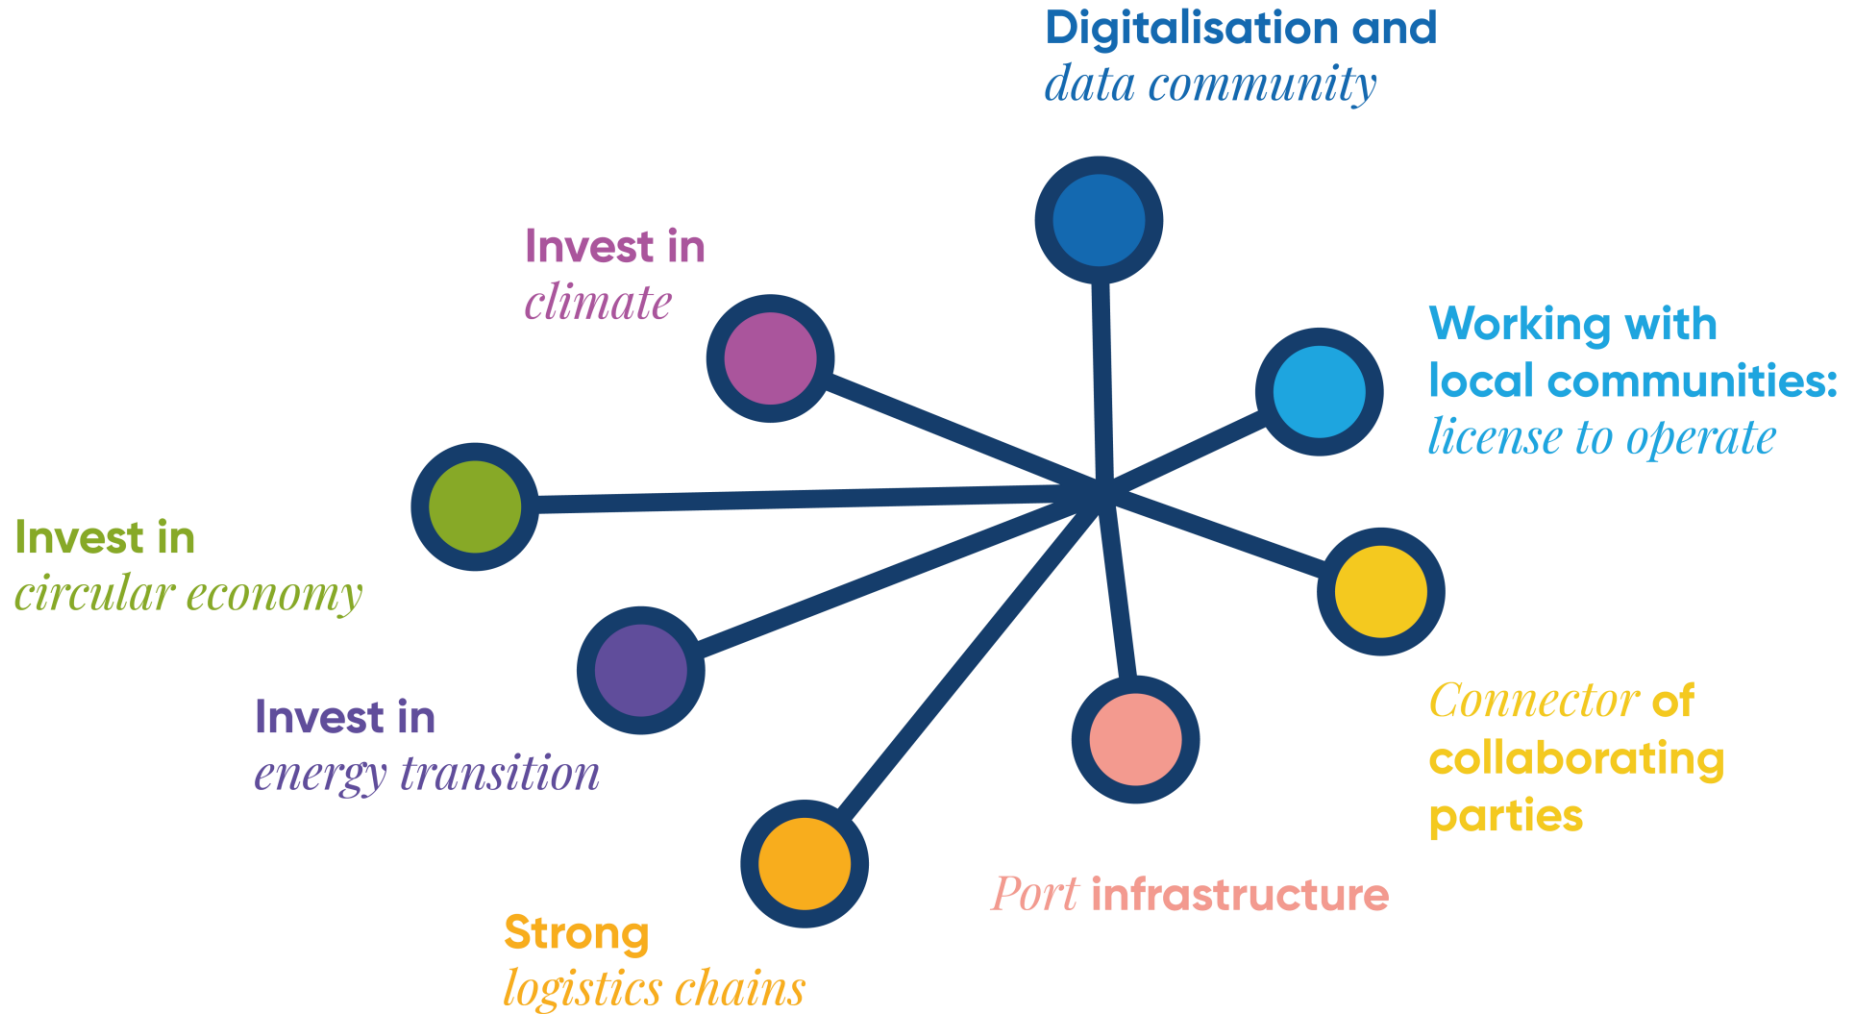 Digitalisation and
data community
Invest in
climate
Working with
local communities:
license to operate
Invest in
circular economy
Invest in
energy transition
Connector of
collaborating
parties
Port infrastructure
Strong
logistics chains